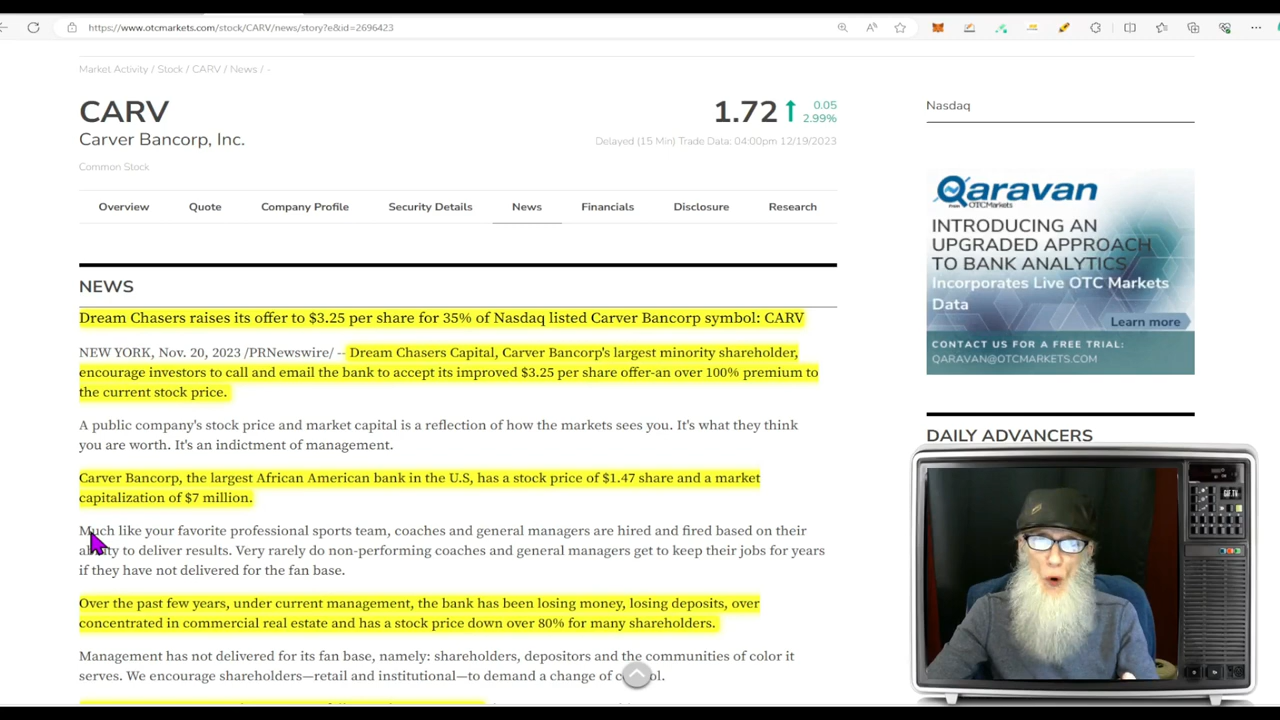 https://www.otcmarkets.com/stock/CARV/news/story?e&id=2696423
Market Activity / Stock / CARV / News / -
CARV
1.72
0.05
2.99%
Carver Bancorp, Inc.
Delayed (15 Min) Trade Data: 04:00pm 12/19/2023
Common Stock
Overview Quote Company Profile Security Details News Financials Disclosure Research
NEWS
Dream Chasers raises its offer to $3.25 per share for 35% of Nasdaq listed Carver Bancorp symbol: CARV
NEW YORK, Nov. 20, 2023 /PRNewswire/ -- Dream Chasers Capital, Carver Bancorp's largest minority shareholder,
encourage investors to call and email the bank to accept its improved $3.25 per share offer-an over 100% premium to
the current stock price.
A public company's stock price and market capital is a reflection of how the markets sees you. It's what they think
you are worth. It's an indictment of management.
Carver Bancorp, the largest African American bank in the U.S, has a stock price of $1.47 share and a market
capitalization of $7 million.
Much like your favorite professional sports team, coaches and general managers are hired and fired based on their
ability to deliver results. Very rarely do non-performing coaches and general managers get to keep their jobs for years
if they have not delivered for the fan base.
Over the past few years, under current management, the bank has been losing money, losing deposits, over
concentrated in commercial real estate and has a stock price down over 80% for many shareholders.
Management has not delivered for its fan base, namely: shareholders, depositors and the communities of color it
serves. We encourage shareholders—retail and institutional—to demand a change of control.
Nasdaq
Qaravan
From OTCMarkets
INTRODUCING AN
UPGRADED APPROACH
TO BANK ANALYTICS
Incorporates Live OTC Markets
Data
Learn more
CONTACT US FOR A FREE TRIAL:
QARAVAN@OTCMARKETS.COM
DAILY ADVANCERS